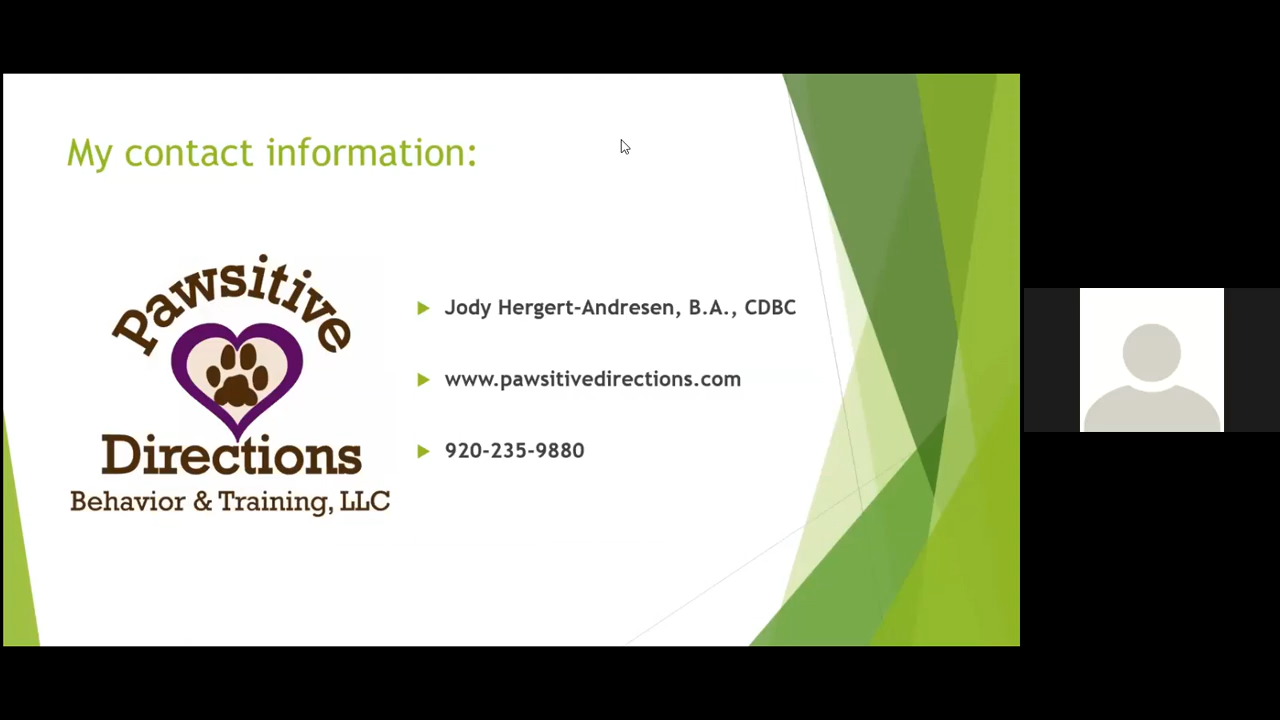 My contact information:
Pawsitive
Directions
Behavior & Training, LLC
Jody Hergert-Andresen, B.A., CDBC
www.pawsitivedirections.com
920-235-9880